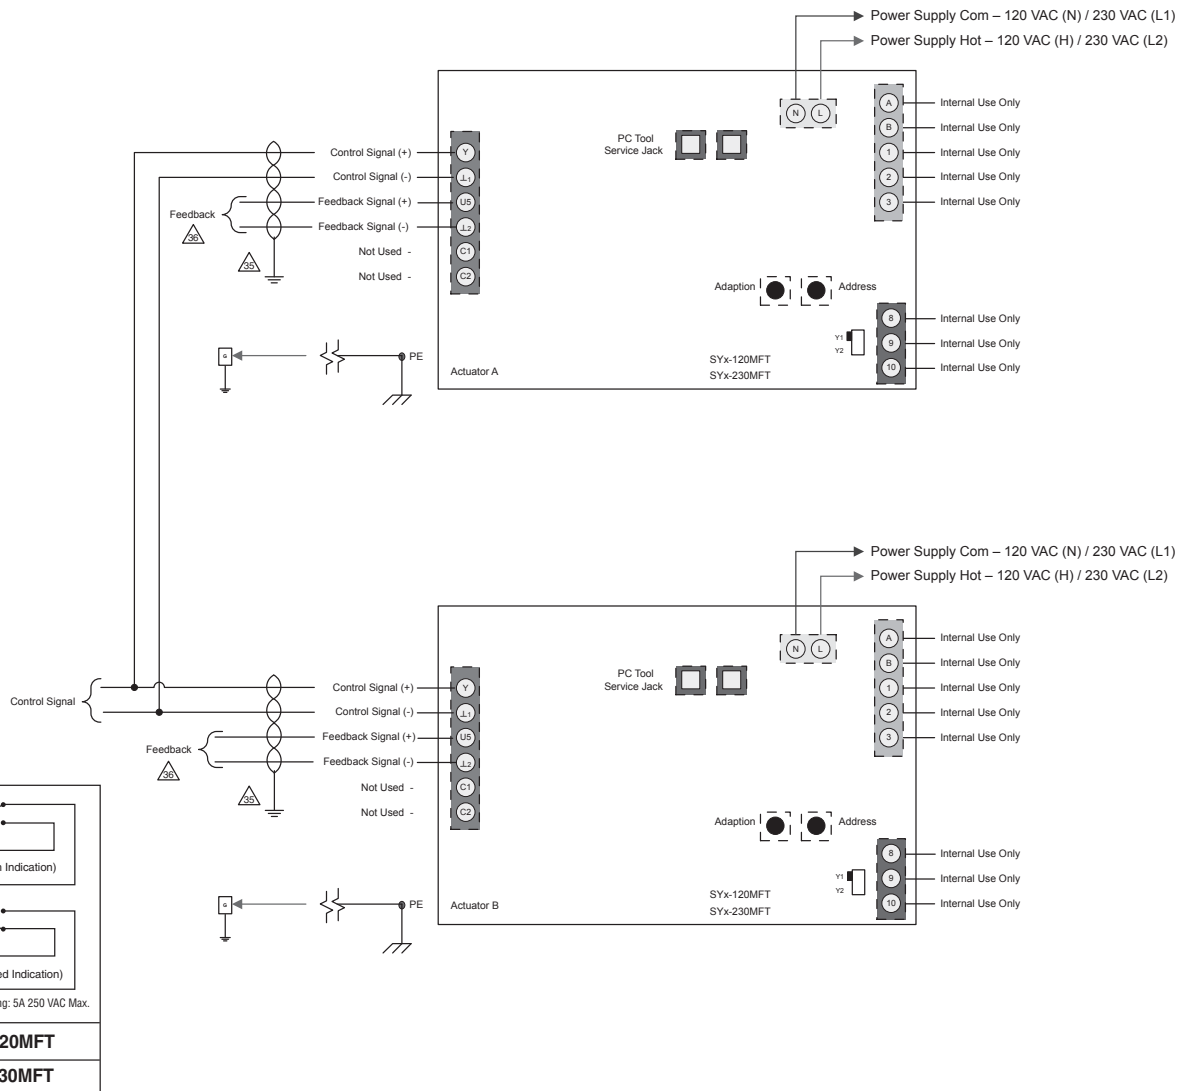 Power Supply Com – 120 VAC (N) / 230 VAC (L1)
Power Supply Hot – 120 VAC (H) / 230 VAC (L2)
N L
A Internal Use Only
B Internal Use Only
1 Internal Use Only
2 Internal Use Only
3 Internal Use Only
PC Tool
Service Jack
Control Signal (+) Y
Control Signal (-) ⊥1
Feedback Signal (+) U5
Feedback Signal (-) ⊥2
Not Used - C1
Not Used - C2
Feedback
36
35
Adaption
Address
8 Internal Use Only
9 Internal Use Only
10 Internal Use Only
Y1
Y2
G
PE
Actuator A
SYx-120MFT
SYx-230MFT
Power Supply Com – 120 VAC (N) / 230 VAC (L1)
Power Supply Hot – 120 VAC (H) / 230 VAC (L2)
N L
A Internal Use Only
B Internal Use Only
1 Internal Use Only
2 Internal Use Only
3 Internal Use Only
PC Tool
Service Jack
Control Signal
Control Signal (+) Y
Control Signal (-) ⊥1
Feedback Signal (+) U5
Feedback Signal (-) ⊥2
Not Used - C1
Not Used - C2
Feedback
36
35
Adaption
Address
8 Internal Use Only
9 Internal Use Only
10 Internal Use Only
Y1
Y2
G
PE
Actuator B
SYx-120MFT
SYx-230MFT
Indication)
ed Indication)
ng: 5A 250 VAC Max.
20MFT
30MFT